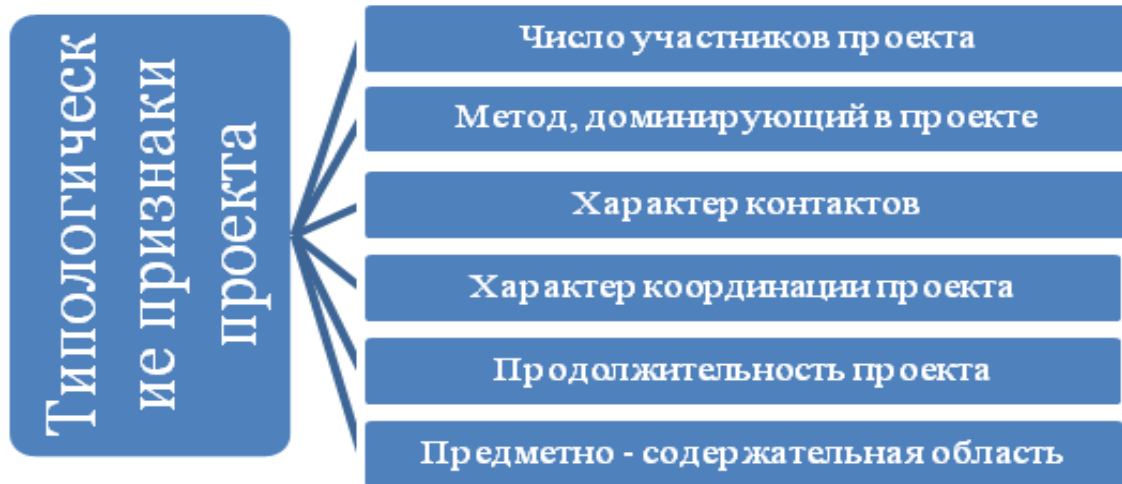 Типологическ
ие признаки
проекта
Число участников проекта
Метод, доминирующий в проекте
Характер контактов
Характер координации проекта
Продолжительность проекта
Предметно - содержательная область